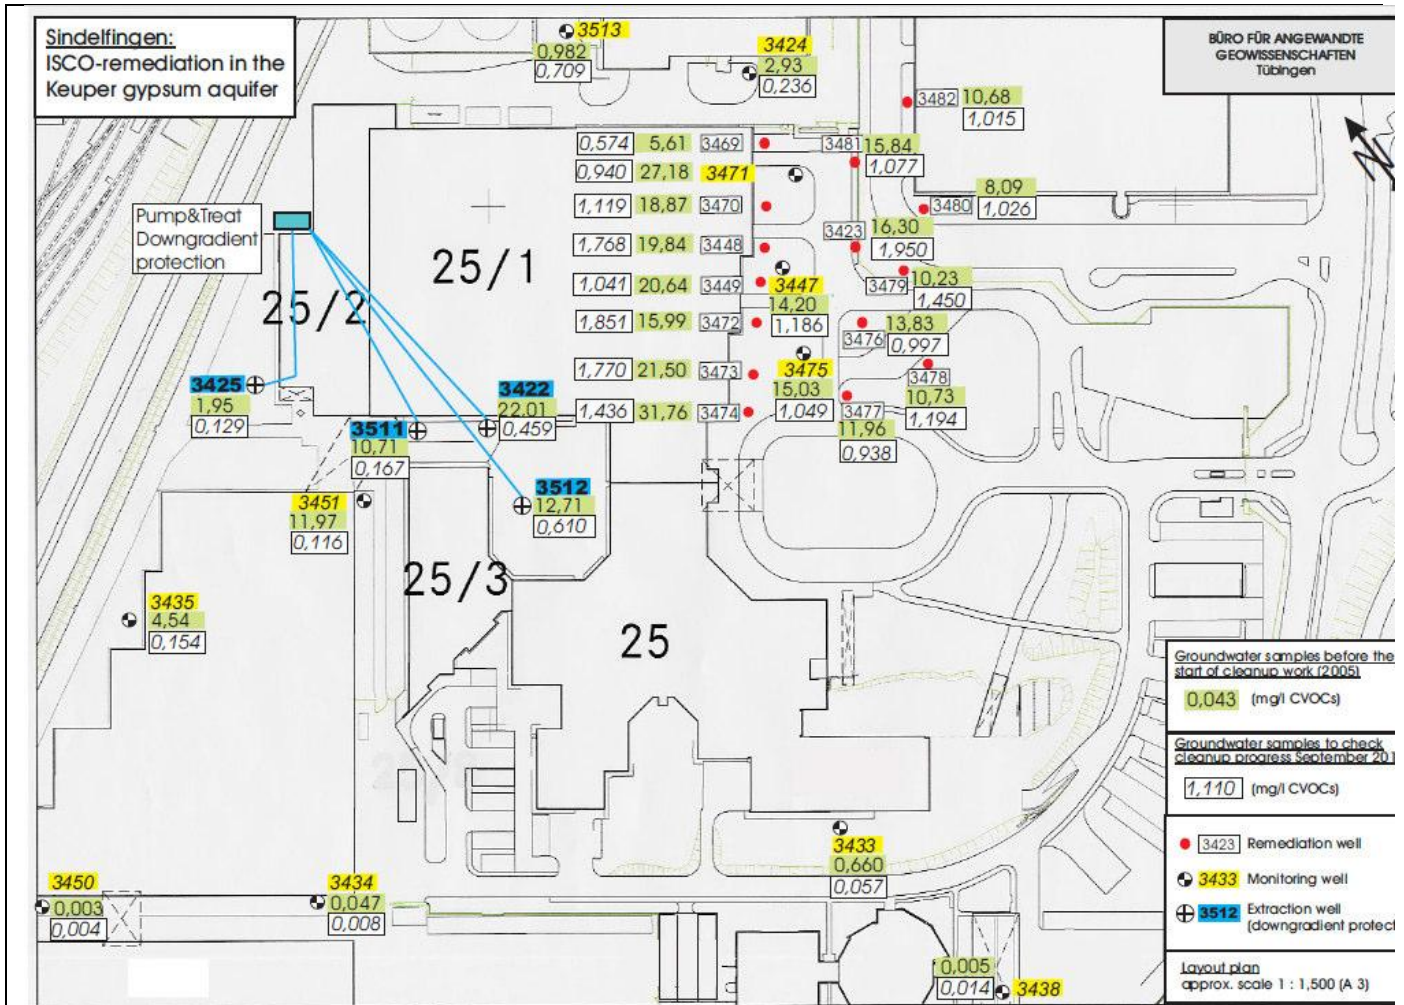 Sindelfingen:
ISCO-remediation in the
Keuper gypsum aquifer
3513
0,982
0,709
3424
2,93
0,236
BÜRO FÜR ANGEWANDTE
GEOWISSENSCHAFTEN
Tübingen
3482 10,68
1,015
0,574 5,61 3469
3481 15,84
1,077
0,940 27,18 3471
1,119 18,87 3470
8,09
3480 1,026
Pump&Treat
Downgradient
protection
25/1
1,768 19,84 3448
3423 16,30
1,950
1,041 20,64 3449
3447
14,20
1,186
3479 10,23
1,450
25/2
1,851 15,99 3472
13,83
3476 0,997
1,770 21,50 3473
3475
15,03
1,049
3478
10,73
1,194
3425
1,95
0,129
3422
22,01
0,459
1,436 31,76 3474
3477
11,96
0,938
3511
10,71
0,167
3512
12,71
0,610
3451
11,97
0,116
25/3
3435
4,54
0,154
25
Groundwater samples before the
start of cleanup work (2005)
0,043 (mg/l CVOCs)
Groundwater samples to check
cleanup progress September 201
1,110 (mg/l CVOCs)
3423 Remediation well
3433 Monitoring well
3512 Extraction well
(downgradient protect
Layout plan
approx. scale 1 : 1,500 (A 3)
3433
0,660
0,057
3450
0,003
0,004
3434
0,047
0,008
0,005
0,014 3438